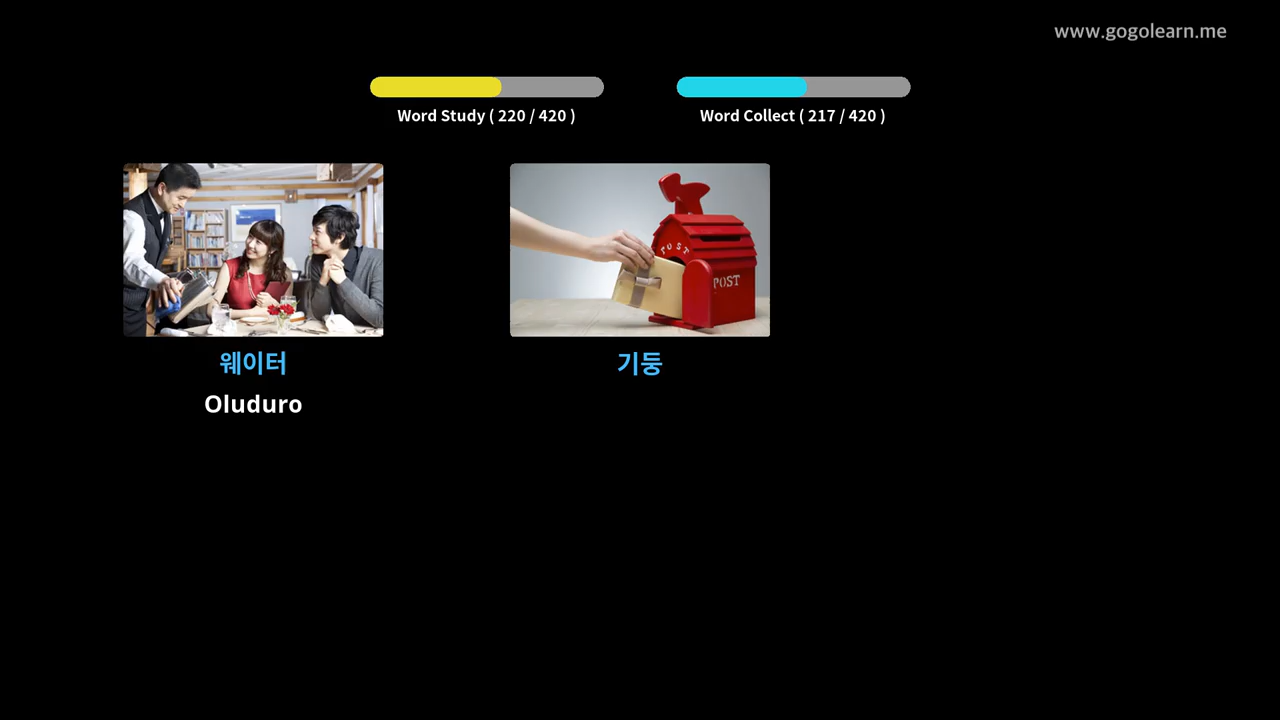 www.gogolearn.me
Word Study ( 220 / 420 )
Word Collect ( 217 / 420 )
POST
POST
웨이터
기둥
Oluduro